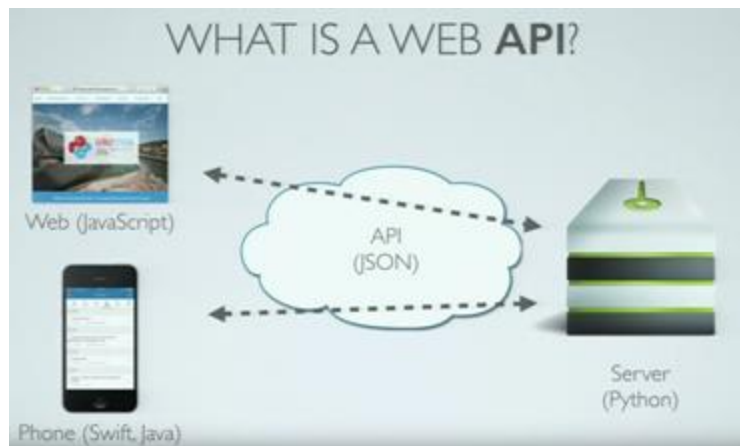 WHAT IS A WEB API?
Web (JavaScript)
API
(JSON)
Phone (Swift, Java)
Server
(Python)